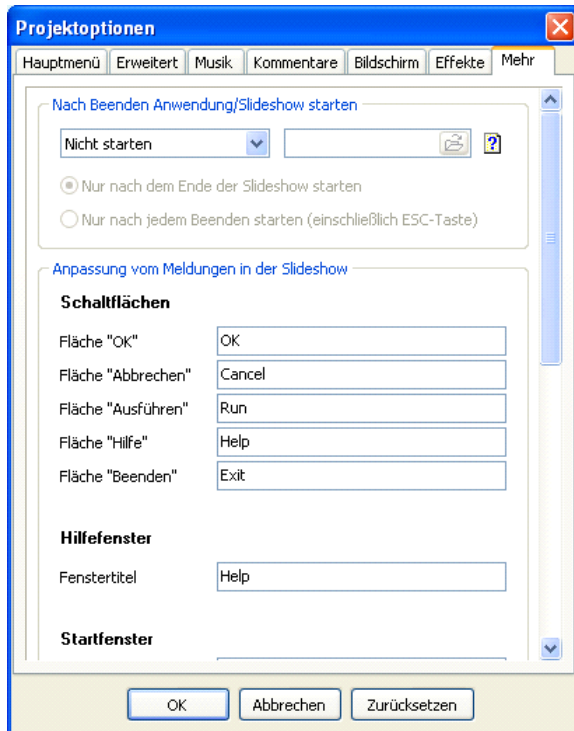 Projektoptionen
Hauptmenü Erweitert Musik Kommentare Bildschirm Effekte Mehr
Nach Beenden Anwendung/Slideshow starten
Nicht starten
?
Nur nach dem Ende der Slideshow starten
Nur nach jedem Beenden starten (einschließlich ESC-Taste)
Anpassung vom Meldungen in der Slideshow
Schaltflächen
Fläche "OK" OK
Fläche "Abbrechen" Cancel
Fläche "Ausführen" Run
Fläche "Hilfe" Help
Fläche "Beenden" Exit
Hilfefenster
Fenstertitel Help
Startfenster
OK Abbrechen Zurücksetzen